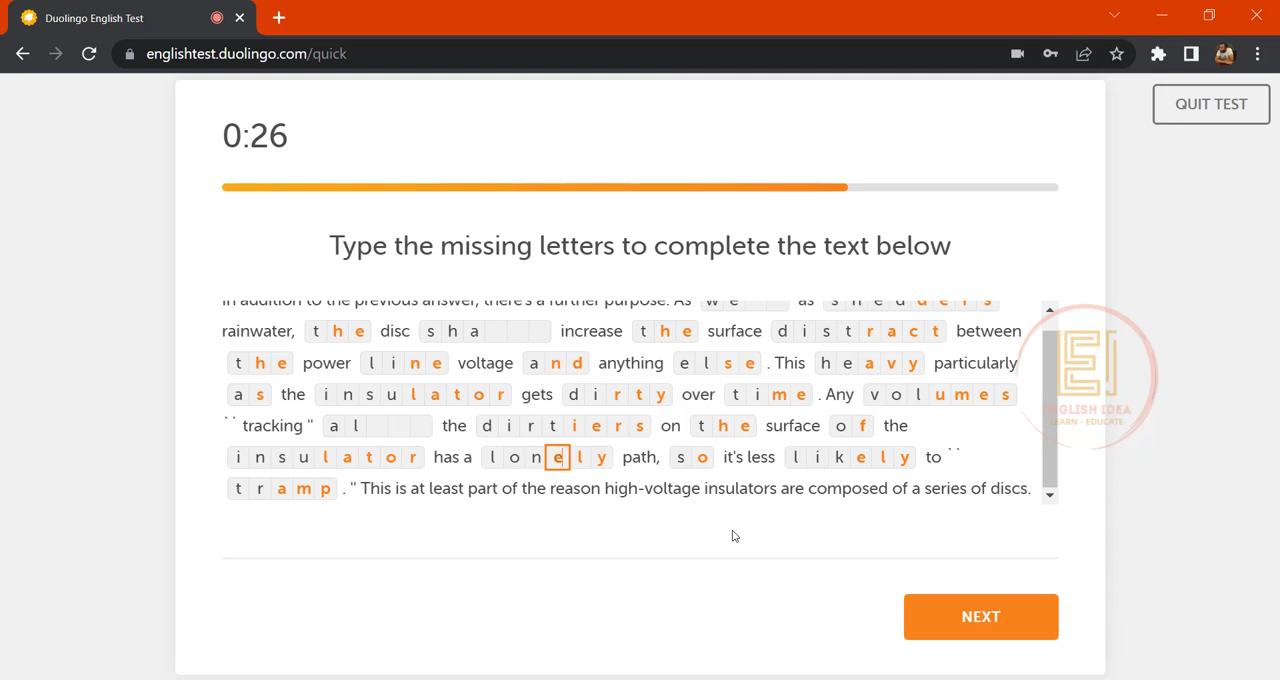 Duolingo English Test
englishtest.duolingo.com/quick
QUIT TEST
0:26
Type the missing letters to complete the text below
In addition to the previous answer, there's a further purpose. As we as shedders
rainwater, the disc sha increase the surface distract between
the power line voltage and anything else. This heavy particularly
as the insulator gets dirty over time. Any volumes
`` tracking " al the dirtiers on the surface of the
insulator has a lonely path, so it's less likely to ``
tramp. " This is at least part of the reason high-voltage insulators are composed of a series of discs.
ENGLISH IDEA
LEARN - EDUCATE
NEXT